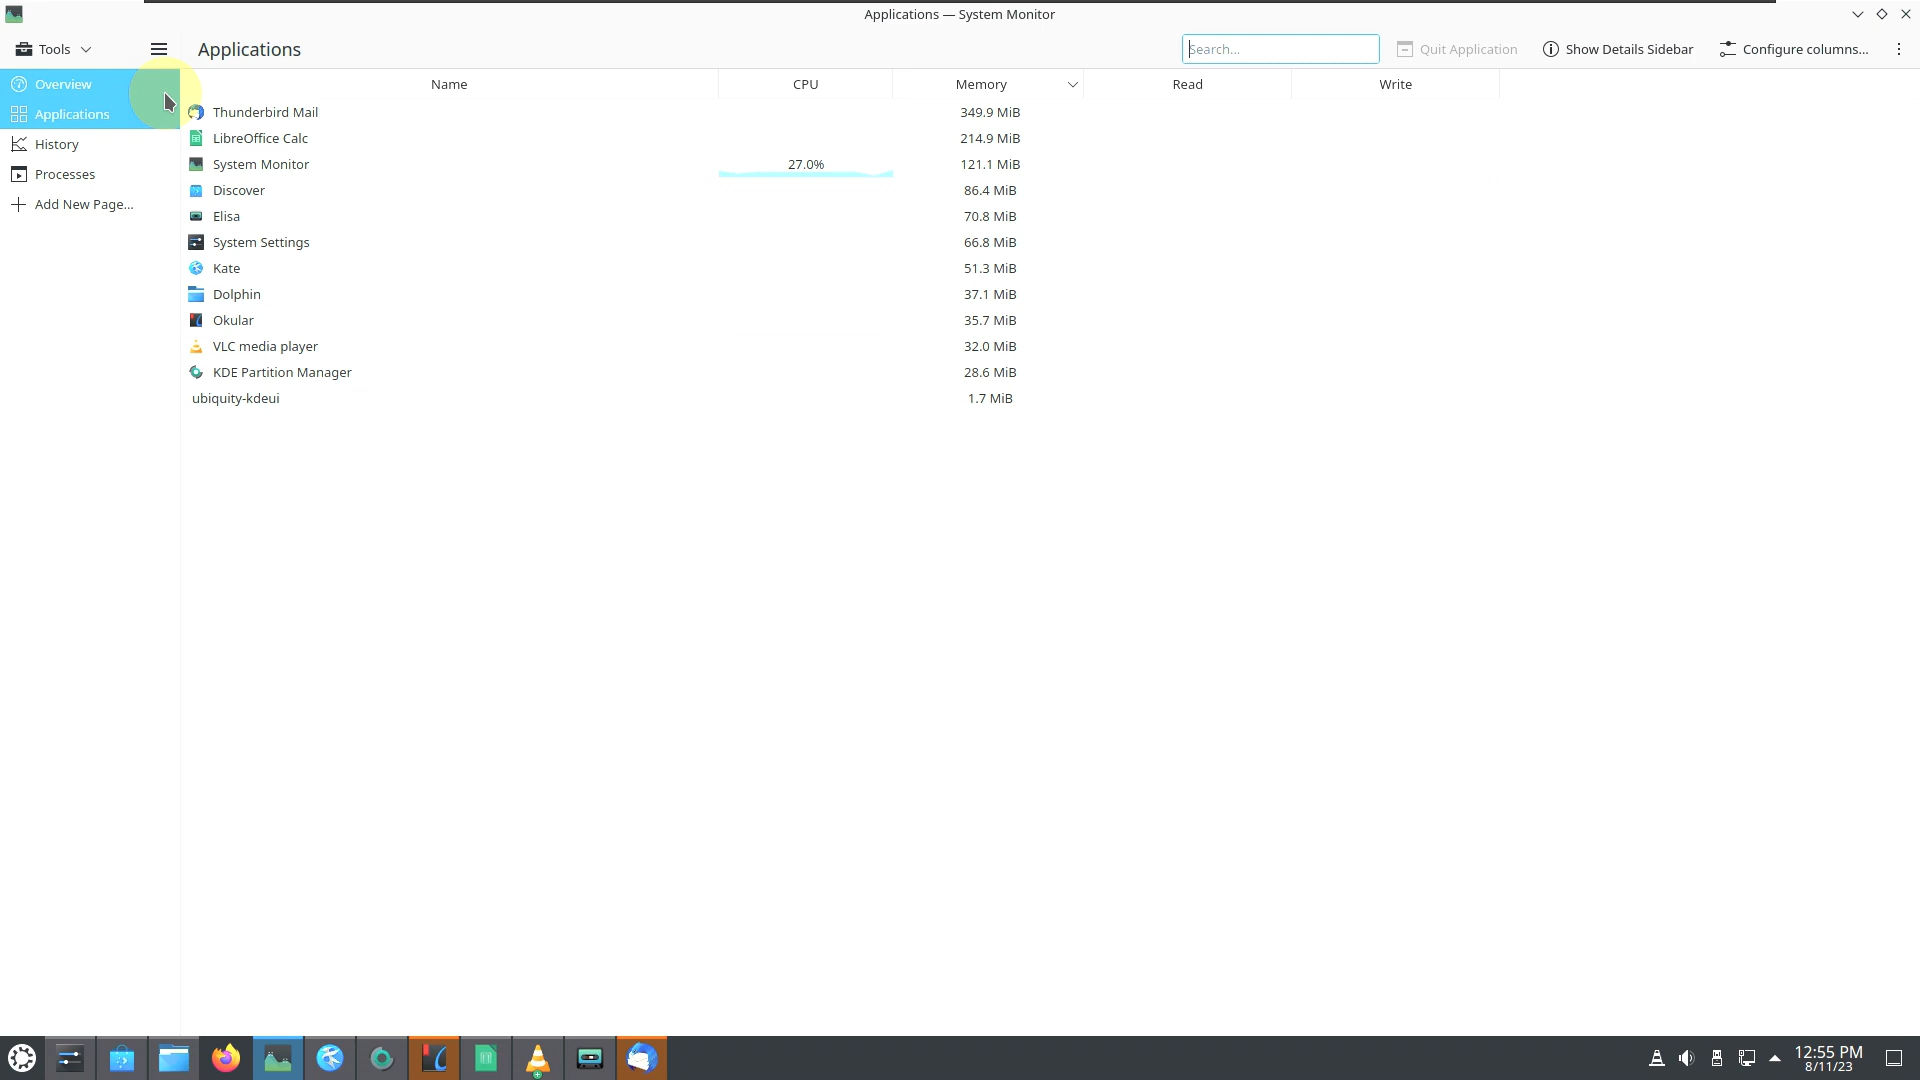 Applications — System Monitor
Tools
Applications
Search...
Quit Application
Show Details Sidebar
Configure columns...
Overview
Applications
History
Processes
Add New Page...
Name CPU Memory Read Write
Thunderbird Mail 349.9 MiB
LibreOffice Calc 214.9 MiB
System Monitor 27.0% 121.1 MiB
Discover 86.4 MiB
Elisa 70.8 MiB
System Settings 66.8 MiB
Kate 51.3 MiB
Dolphin 37.1 MiB
Okular 35.7 MiB
VLC media player 32.0 MiB
KDE Partition Manager 28.6 MiB
ubiquity-kdeui 1.7 MiB
12:55 PM
8/11/23